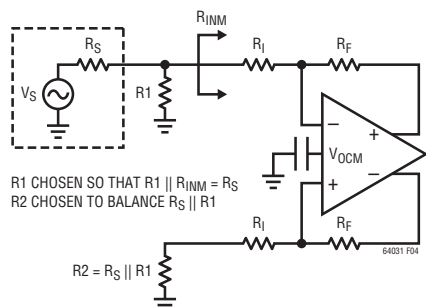 RINM
RS
RI
RF
VS
R1
−
+
VOCM
+
−
R1 CHOSEN SO THAT R1 || RINM = RS
R2 CHOSEN TO BALANCE RS || R1
RI
RF
64031 F04
R2 = RS || R1